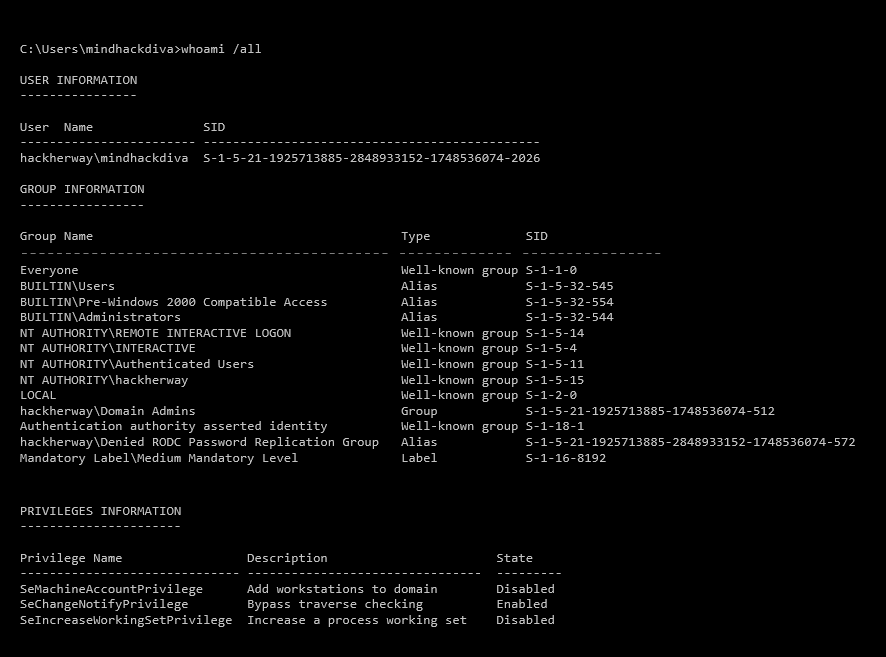 C:\Users\mindhackdiva>whoami /all
USER INFORMATION
----------------
User  Name               SID
------------------------ ----------------------------------------------
hackherway\mindhackdiva  S-1-5-21-1925713885-2848933152-1748536074-2026
GROUP INFORMATION
-----------------
Group Name                                          Type             SID
------------------------------------------ ------------- ----------------
Everyone                                            Well-known group S-1-1-0
BUILTIN\Users                                       Alias            S-1-5-32-545
BUILTIN\Pre-Windows 2000 Compatible Access          Alias            S-1-5-32-554
BUILTIN\Administrators                              Alias            S-1-5-32-544
NT AUTHORITY\REMOTE INTERACTIVE LOGON               Well-known group S-1-5-14
NT AUTHORITY\INTERACTIVE                            Well-known group S-1-5-4
NT AUTHORITY\Authenticated Users                    Well-known group S-1-5-11
NT AUTHORITY\hackherway                             Well-known group S-1-5-15
LOCAL                                               Well-known group S-1-2-0
hackherway\Domain Admins                            Group            S-1-5-21-1925713885-1748536074-512
Authentication authority asserted identity          Well-known group S-1-18-1
hackherway\Denied RODC Password Replication Group   Alias            S-1-5-21-1925713885-2848933152-1748536074-572
Mandatory Label\Medium Mandatory Level              Label            S-1-16-8192
PRIVILEGES INFORMATION
----------------------
Privilege Name                 Description                       State
------------------------------ --------------------------------  ---------
SeMachineAccountPrivilege      Add workstations to domain        Disabled
SeChangeNotifyPrivilege        Bypass traverse checking          Enabled
SeIncreaseWorkingSetPrivilege  Increase a process working set    Disabled